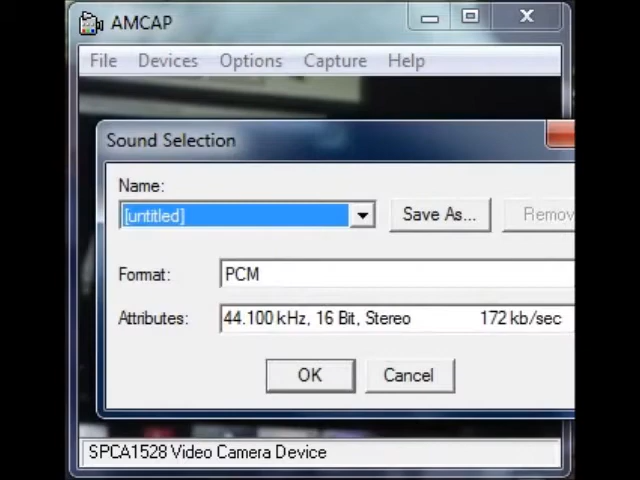 AMCAP
File Devices Options Capture Help
Sound Selection
Name:
[untitled] Save As... Remov
Format: PCM
Attributes: 44.100 kHz, 16 Bit, Stereo 172 kb/sec
OK Cancel
SPCA1528 Video Camera Device